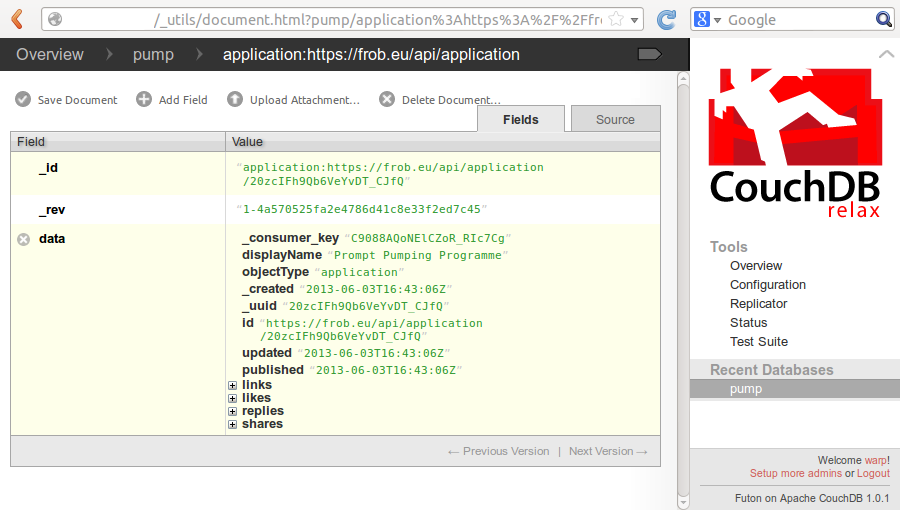 /_utils/document.html?pump/application%3Ahttps%3A%2F%2Ffro
Google
Overview
pump
application:https://frob.eu/api/application
Save Document
Add Field
Upload Attachment…
Delete Document…
Fields
Source
Field
Value
_id
"application:https://frob.eu/api/application
/20zcIFh9Qb6VeYvDT_CJfQ"
_rev
"1-4a570525fa2e4786d41c8e33f2ed7c45"
data
_consumer_key "C9088AQoNElCZoR_RIc7Cg"
displayName "Prompt Pumping Programme"
objectType "application"
_created "2013-06-03T16:43:06Z"
_uuid "20zcIFh9Qb6VeYvDT_CJfQ"
id "https://frob.eu/api/application
/20zcIFh9Qb6VeYvDT_CJfQ"
updated "2013-06-03T16:43:06Z"
published "2013-06-03T16:43:06Z"
links
likes
replies
shares
← Previous Version | Next Version →
CouchDB
relax
Tools
Overview
Configuration
Replicator
Status
Test Suite
Recent Databases
pump
Welcome warp!
Setup more admins or Logout
Futon on Apache CouchDB 1.0.1